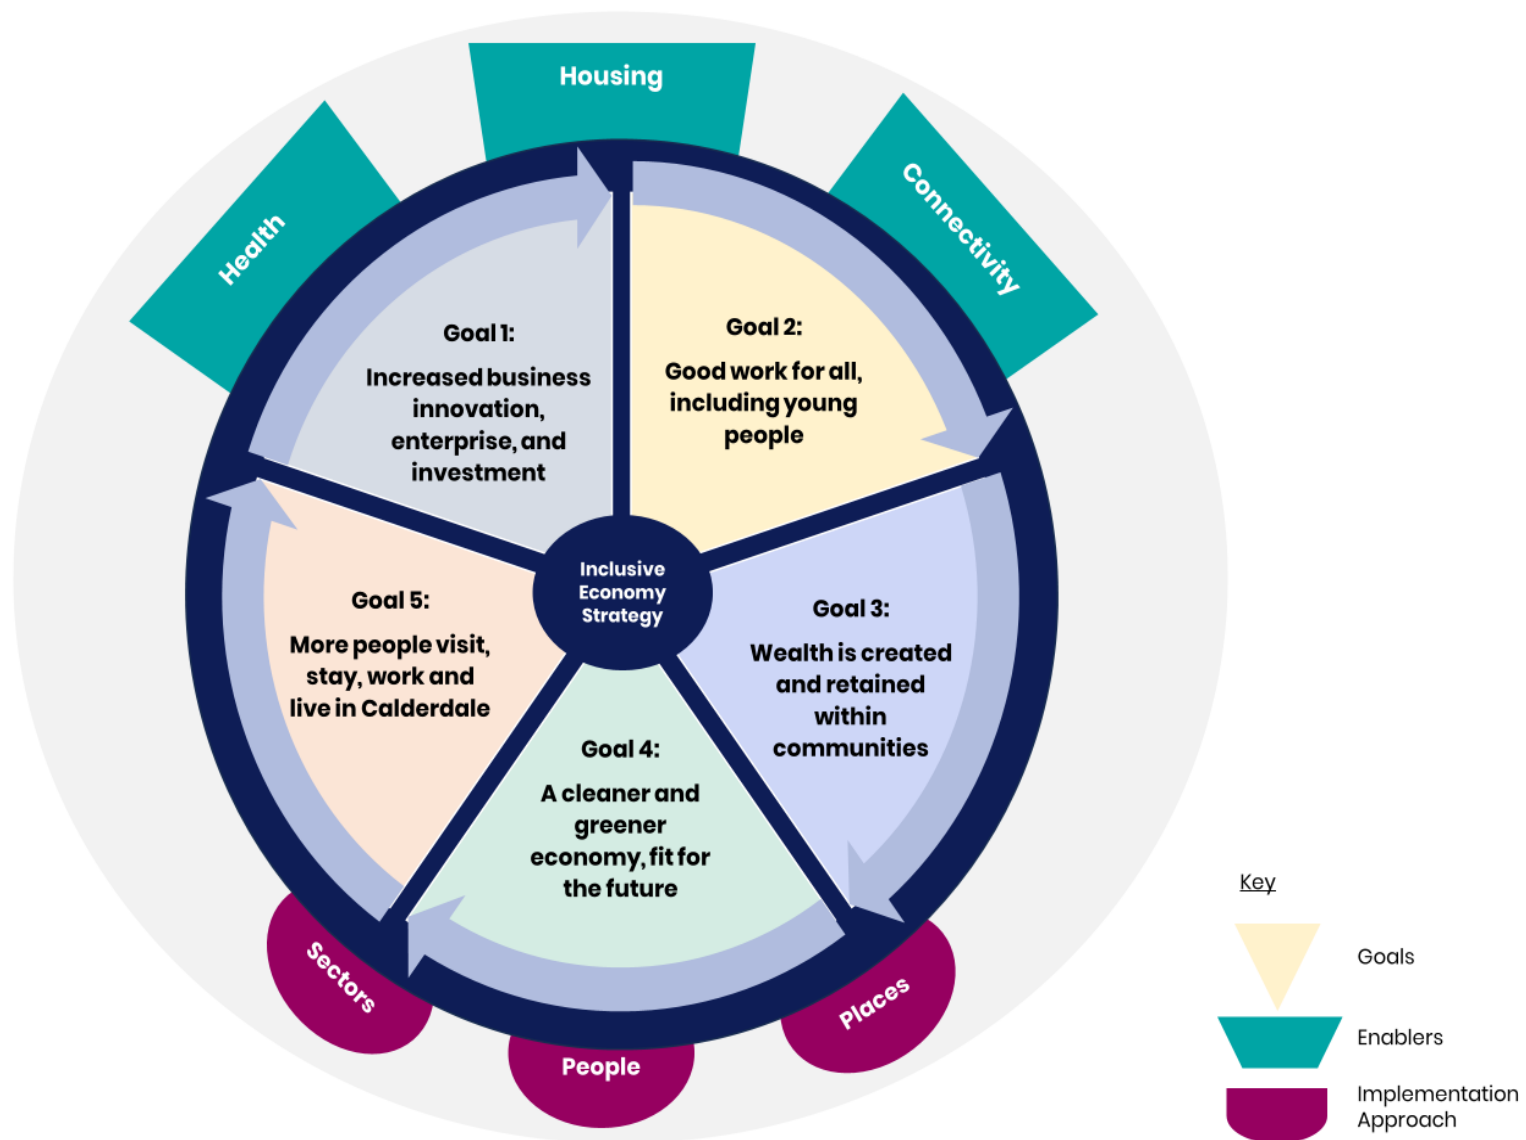 Housing
Health
Connectivity
Goal 1:
Increased business
innovation,
enterprise, and
investment
Goal 2:
Good work for all,
including young
people
Inclusive
Economy
Strategy
Goal 5:
More people visit,
stay, work and
live in Calderdale
Goal 3:
Wealth is created
and retained
within
communities
Goal 4:
A cleaner and
greener
economy, fit for
the future
Sectors
People
Places
Key
Goals
Enablers
Implementation
Approach